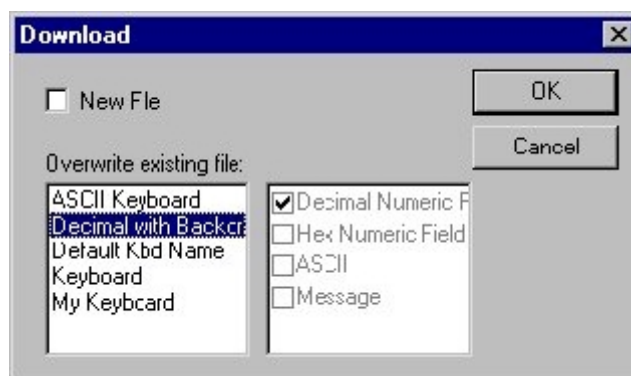 Download
New Fle
OK
Cancel
Overwrite existing file:
ASCII Keyboard
Decimal with Backcr
Default Kbd Name
Keyboard
My Keyboard
Decimal Numeric F
Hex Numeric Field
ASCII
Message